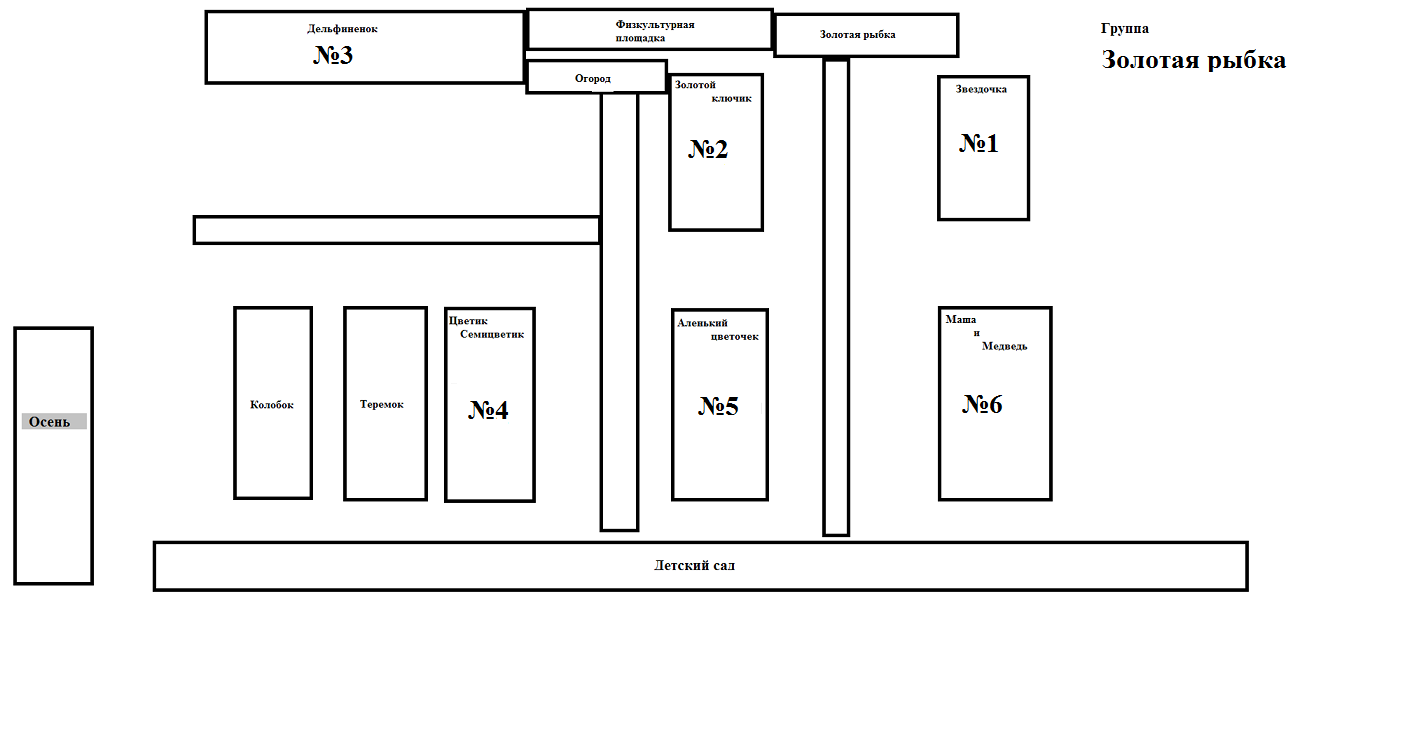 Дельфиненок
№3
Физкультурная
площадка
Золотая рыбка
Группа
Золотая рыбка
Огород
Золотой
ключик
№2
Звездочка
№1
Осень
Колобок
Теремок
Цветик
Семицветик
№4
Аленький
цветочек
№5
Маша
и
Медведь
№6
Детский сад